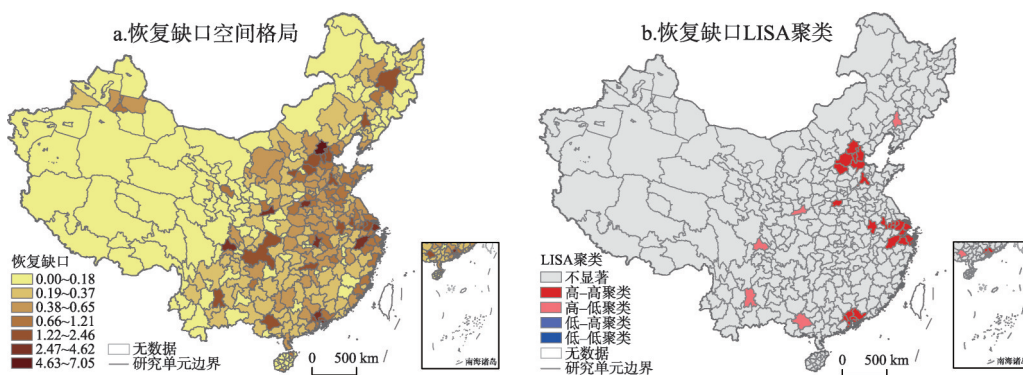 a.恢复缺口空间格局
恢复缺口
0.00~0.18
0.19~0.37
0.38~0.65
0.66~1.21
1.22~2.46
2.47~4.62
4.63~7.05
无数据
研究单元边界
0 500 km
南海诸岛
b.恢复缺口LISA聚类
LISA聚类
不显著
高–高聚类
高–低聚类
低–高聚类
低–低聚类
无数据
研究单元边界
0 500 km
南海诸岛